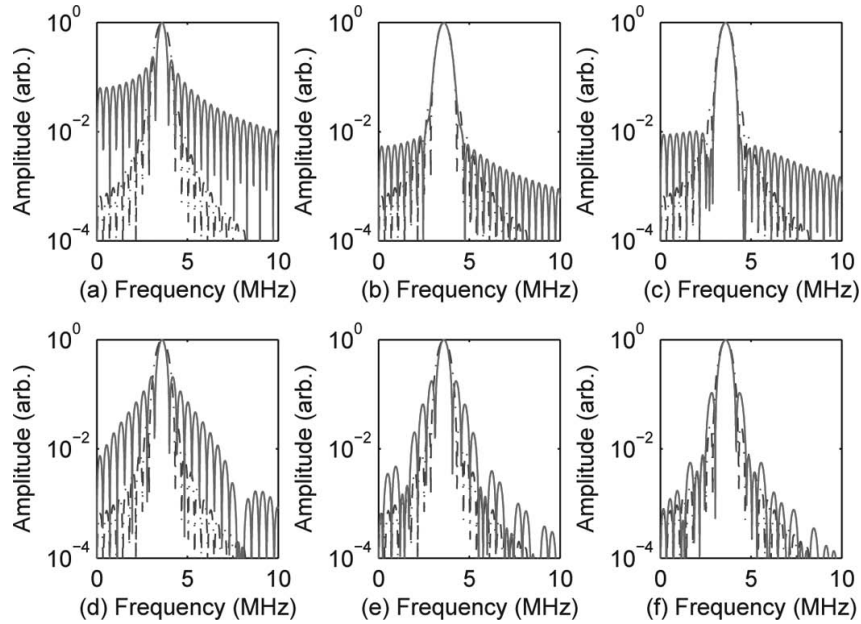 Amplitude (arb.)
10^0
10^-2
10^-4
0 5 10
(a) Frequency (MHz)
Amplitude (arb.)
10^0
10^-2
10^-4
0 5 10
(b) Frequency (MHz)
Amplitude (arb.)
10^0
10^-2
10^-4
0 5 10
(c) Frequency (MHz)
Amplitude (arb.)
10^0
10^-2
10^-4
0 5 10
(d) Frequency (MHz)
Amplitude (arb.)
10^0
10^-2
10^-4
0 5 10
(e) Frequency (MHz)
Amplitude (arb.)
10^0
10^-2
10^-4
0 5 10
(f) Frequency (MHz)